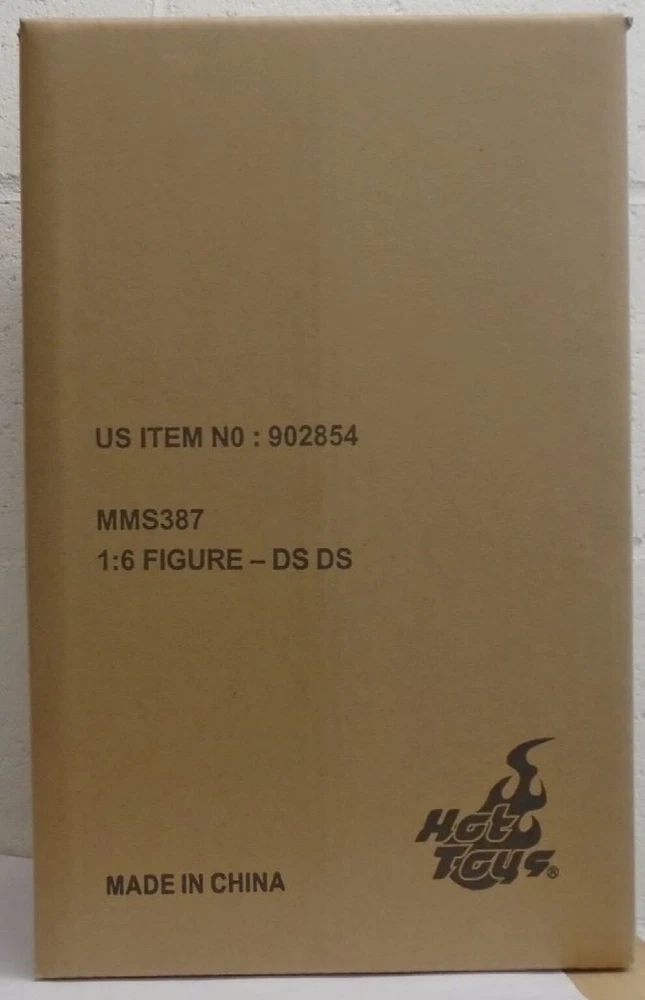 US ITEM N0 : 902854
MMS387
1:6 FIGURE – DS DS
Hot
Toys®
MADE IN CHINA